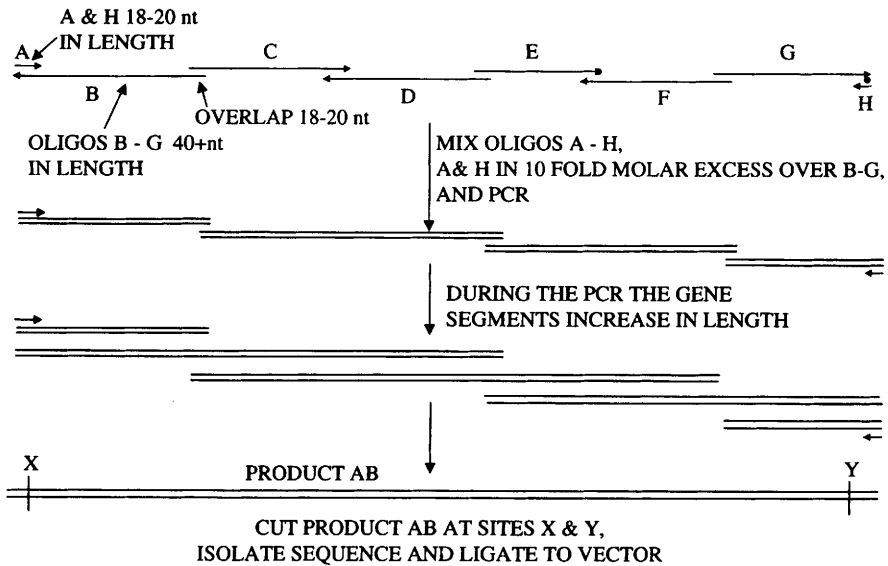 A & H 18-20 nt
IN LENGTH
A
C
E
G
B
D
F
H
OVERLAP 18-20 nt
OLIGOS B - G 40+nt
IN LENGTH
MIX OLIGOS A - H,
A& H IN 10 FOLD MOLAR EXCESS OVER B-G,
AND PCR
DURING THE PCR THE GENE
SEGMENTS INCREASE IN LENGTH
X
PRODUCT AB
Y
CUT PRODUCT AB AT SITES X & Y,
ISOLATE SEQUENCE AND LIGATE TO VECTOR